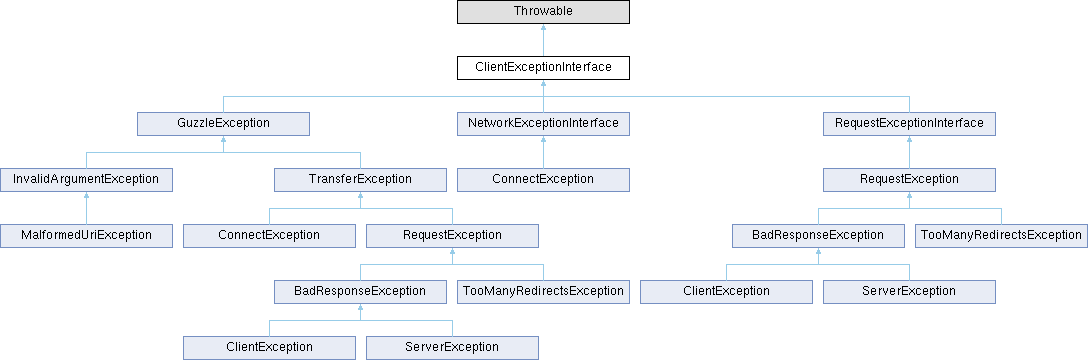 Throwable
ClientExceptionInterface
GuzzleException
NetworkExceptionInterface
RequestExceptionInterface
InvalidArgumentException
TransferException
ConnectException
RequestException
MalformedUriException
ConnectException
RequestException
BadResponseException
TooManyRedirectsException
BadResponseException
TooManyRedirectsException
ClientException
ServerException
ClientException
ServerException